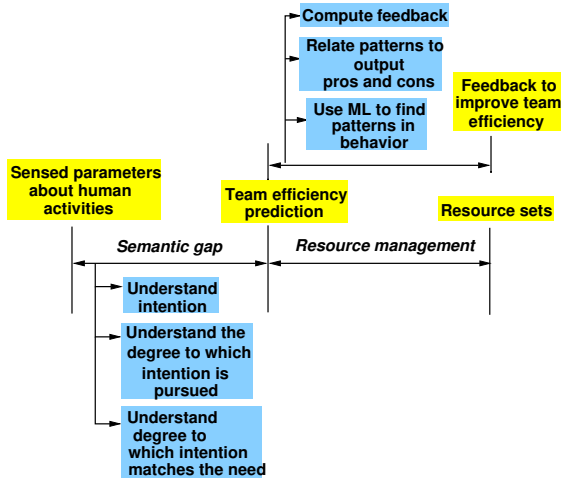 Compute feedback
Relate patterns to
output
pros and cons
Use ML to find
patterns in
behavior
Feedback to
improve team
efficiency
Sensed parameters
about human
activities
Team efficiency
prediction
Resource sets
Semantic gap
Resource management
Understand
intention
Understand the
degree to which
intention is
pursued
Understand
degree to
which intention
matches the need